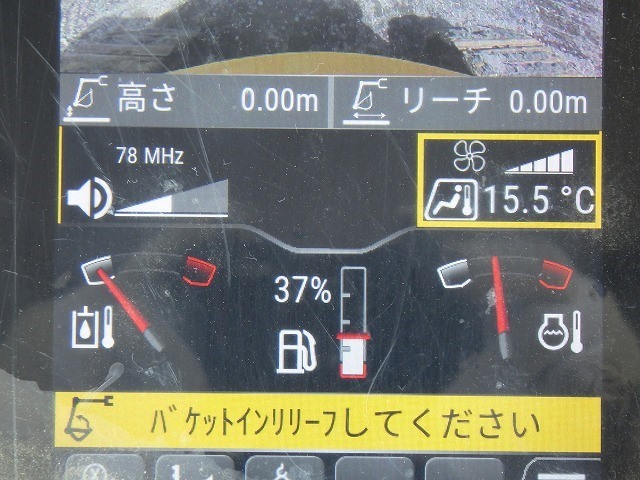 高さ 0.00m リーチ 0.00m
78 MHz
15.5 °C
37%
ﾊﾞｹｯﾄｲﾝﾘﾘｰﾌしてください